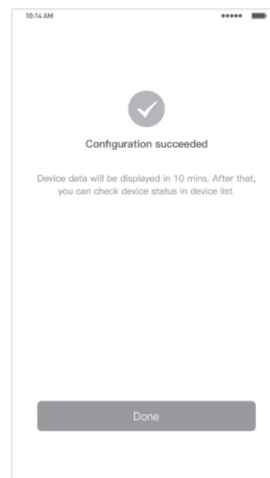 10:14 AM
Configuration succeeded
Device data will be displayed in 10 mins. After that,
you can check device status in device list.
Done